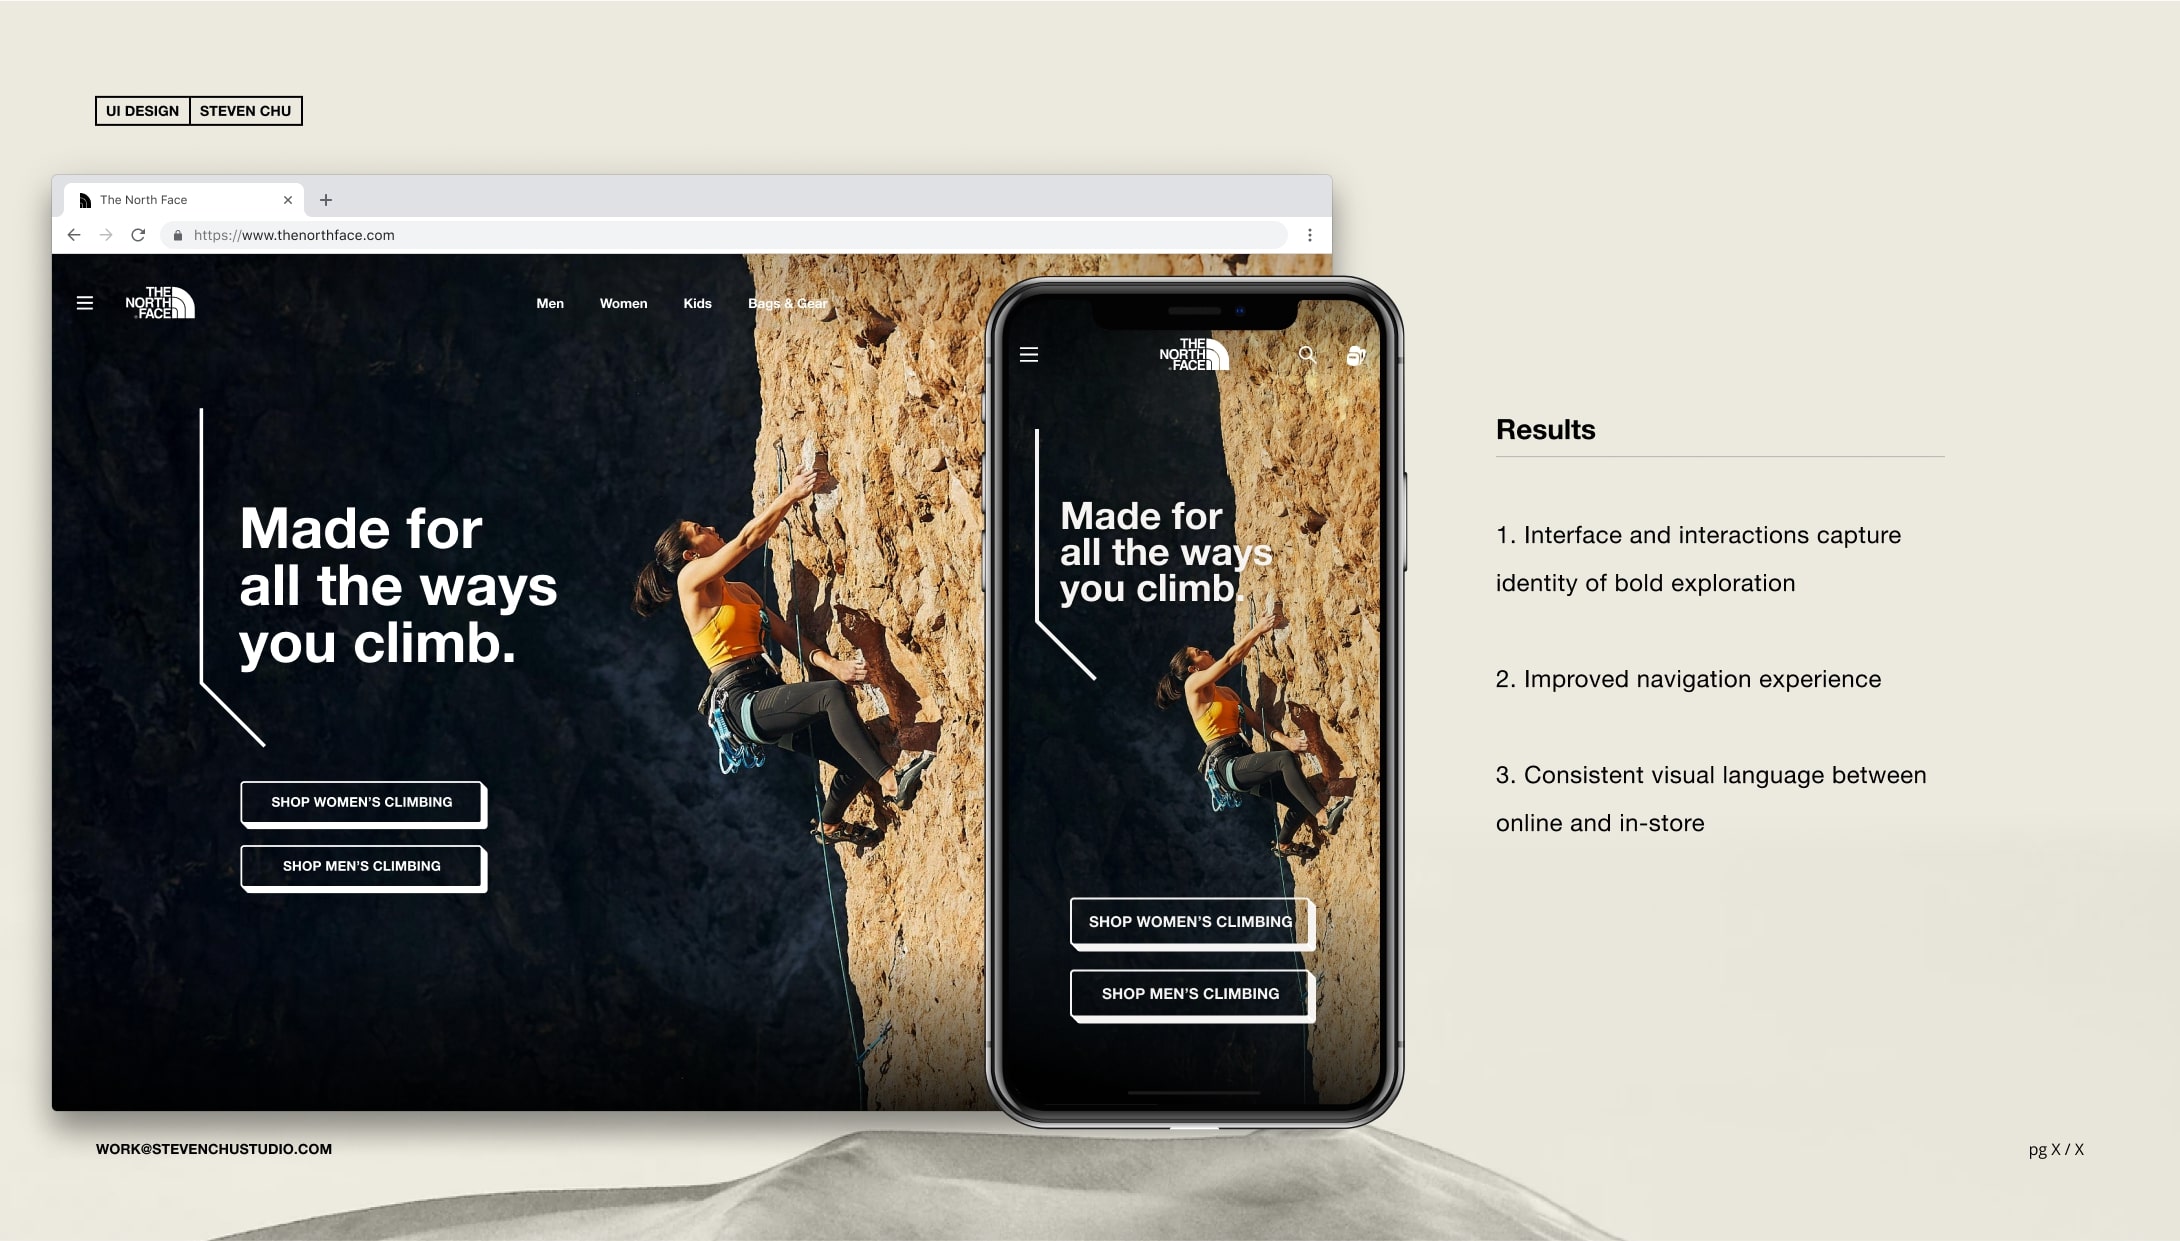 UI DESIGN STEVEN CHU
The North Face
https://www.thenorthface.com
THE
NORTH
FACE
Men Women Kids Bags & Gear
Made for
all the ways
you climb.
SHOP WOMEN’S CLIMBING
SHOP MEN’S CLIMBING
THE
NORTH
FACE
Made for
all the ways
you climb.
SHOP WOMEN’S CLIMBING
SHOP MEN’S CLIMBING
Results
1. Interface and interactions capture
identity of bold exploration
2. Improved navigation experience
3. Consistent visual language between
online and in-store
WORK@STEVENCHUSTUDIO.COM
pg X / X